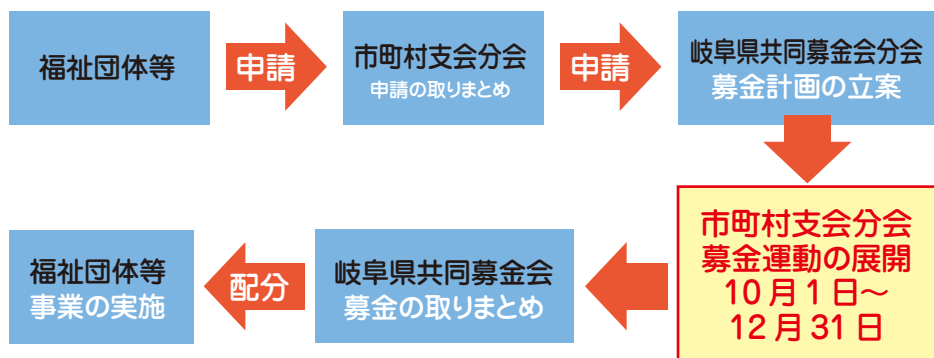 福祉団体等
申請
市町村支会分会
申請の取りまとめ
申請
岐阜県共同募金会分会
募金計画の立案
市町村支会分会
募金運動の展開
10月1日〜
12月31日
岐阜県共同募金会
募金の取りまとめ
配分
福祉団体等
事業の実施